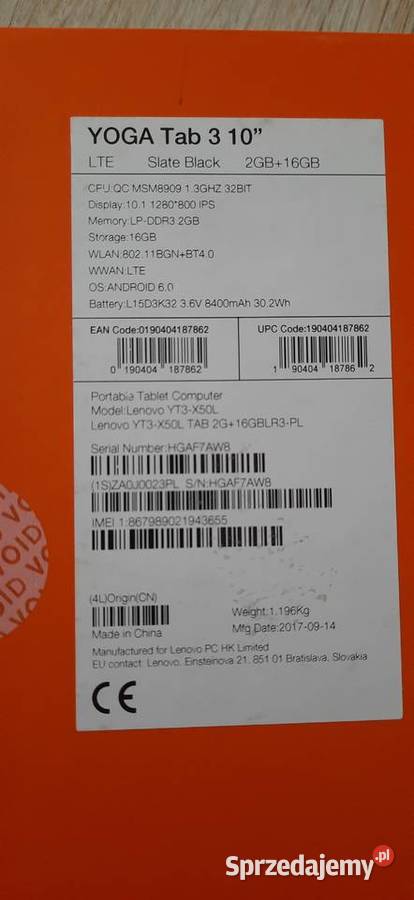 YOGA Tab 3 10”
LTE Slate Black 2GB+16GB
CPU:QC MSM8909 1.3GHZ 32BIT
Display:10.1 1280*800 IPS
Memory:LP-DDR3 2GB
Storage:16GB
WLAN:802.11BGN+BT4.0
WWAN:LTE
OS:ANDROID 6.0
Battery:L15D3K32 3.6V 8400mAh 30.2Wh
EAN Code:0190404187862 UPC Code:190404187862
0 190404 187862 1 90404 18786 2
Portable Tablet Computer
Model:Lenovo YT3-X50L
Lenovo YT3-X50L TAB 2G+16GBLR3-PL
Serial Number:HGAF7AW8
(1S)ZA0J0023PL S/N:HGAF7AW8
IMEI 1:867989021943655
(4L)Origin(CN)
Weight:1.196Kg
Made in China
Mfg Date:2017-09-14
Manufactured for Lenovo PC HK Limited
EU contact: Lenovo, Einsteinova 21, 851 01 Bratislava, Slovakia
CE
VOID
VOID
Sprzedajemy.pl